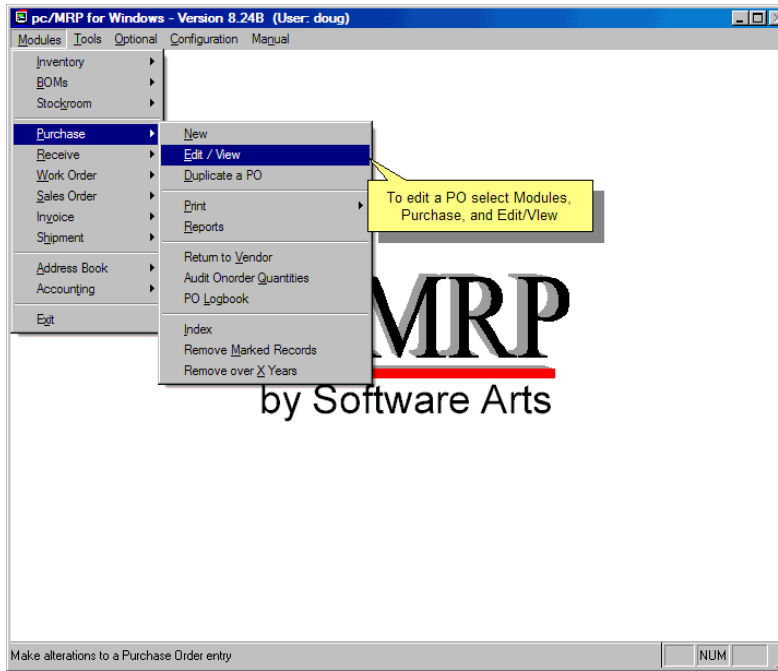 pc/MRP for Windows - Version 8.24B (User: doug)
Modules Tools Optional Configuration Manual
Inventory
BOMs
Stockroom
Purchase
Receive
Work Order
Sales Order
Invoice
Shipment
Address Book
Accounting
Exit
New
Edit / View
Duplicate a PO
Print
Reports
Return to Vendor
Audit Onorder Quantities
PO Logbook
Index
Remove Marked Records
Remove over X Years
To edit a PO select Modules,
Purchase, and Edit/VIew
MRP
by Software Arts
Make alterations to a Purchase Order entry
NUM